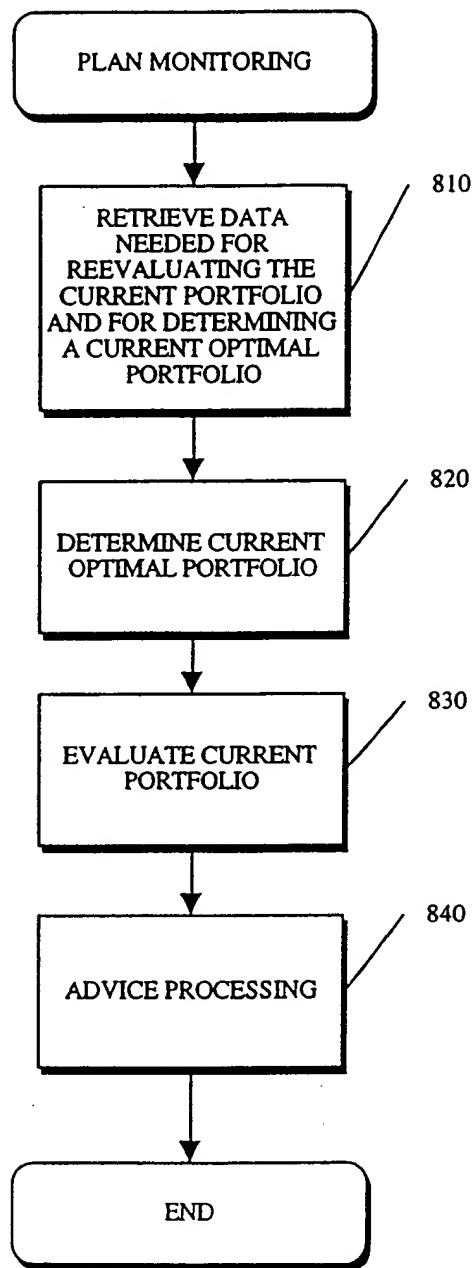 PLAN MONITORING
810
RETRIEVE DATA
NEEDED FOR
REEVALUATING THE
CURRENT PORTFOLIO
AND FOR DETERMINING
A CURRENT OPTIMAL
PORTFOLIO
820
DETERMINE CURRENT
OPTIMAL PORTFOLIO
830
EVALUATE CURRENT
PORTFOLIO
840
ADVICE PROCESSING
END